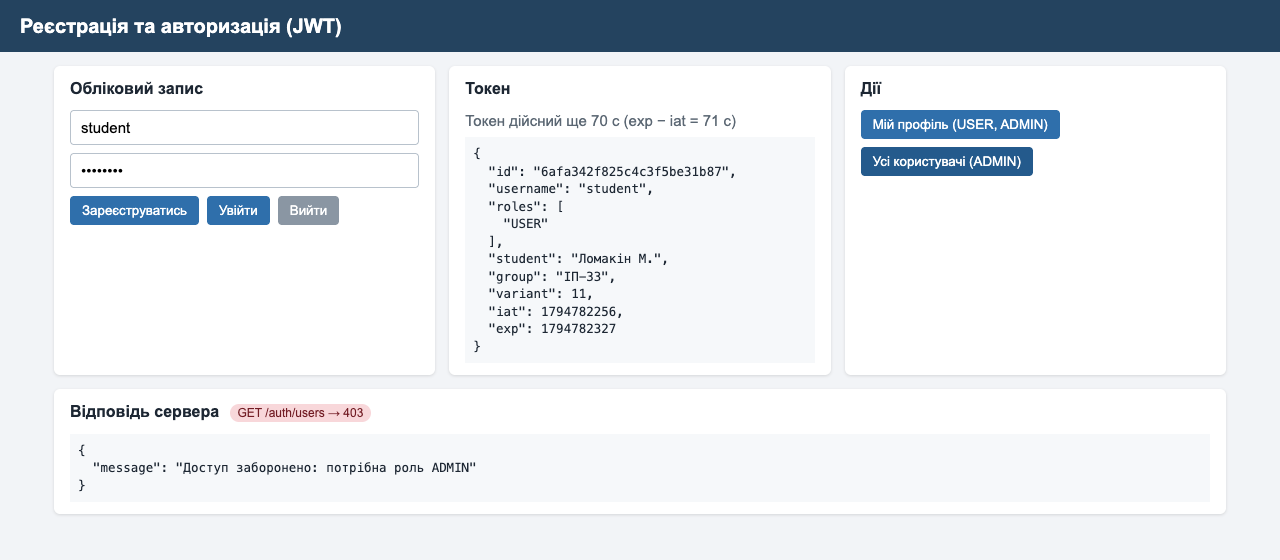 Реєстрація та авторизація (JWT)
Обліковий запис
student
••••••••
Зареєструватись
Увійти
Вийти
Токен
Токен дійсний ще 70 с (exp − iat = 71 с)
{
  "id": "6afa342f825c4c3f5be31b87",
  "username": "student",
  "roles": [
    "USER"
  ],
  "student": "Ломакін М.",
  "group": "ІП-33",
  "variant": 11,
  "iat": 1794782256,
  "exp": 1794782327
}
Дії
Мій профіль (USER, ADMIN)
Усі користувачі (ADMIN)
Відповідь сервера
GET /auth/users → 403
{
  "message": "Доступ заборонено: потрібна роль ADMIN"
}